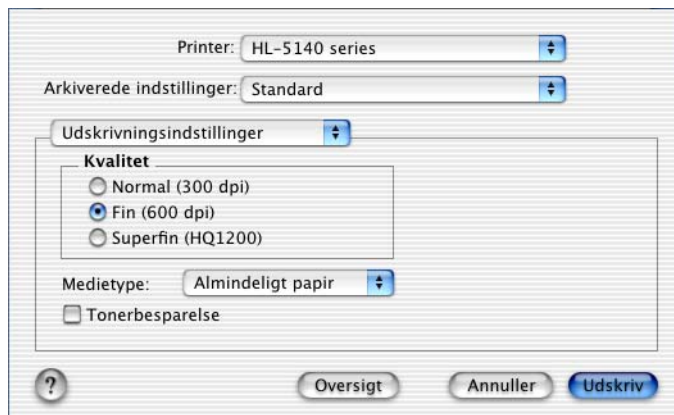 Printer: HL-5140 series
Arkiverede indstillinger: Standard
Udskrivningsindstillinger
Kvalitet
Normal (300 dpi)
Fin (600 dpi)
Superfin (HQ1200)
Medietype: Almindeligt papir
Tonerbesparelse
? Oversigt Annuller Udskriv